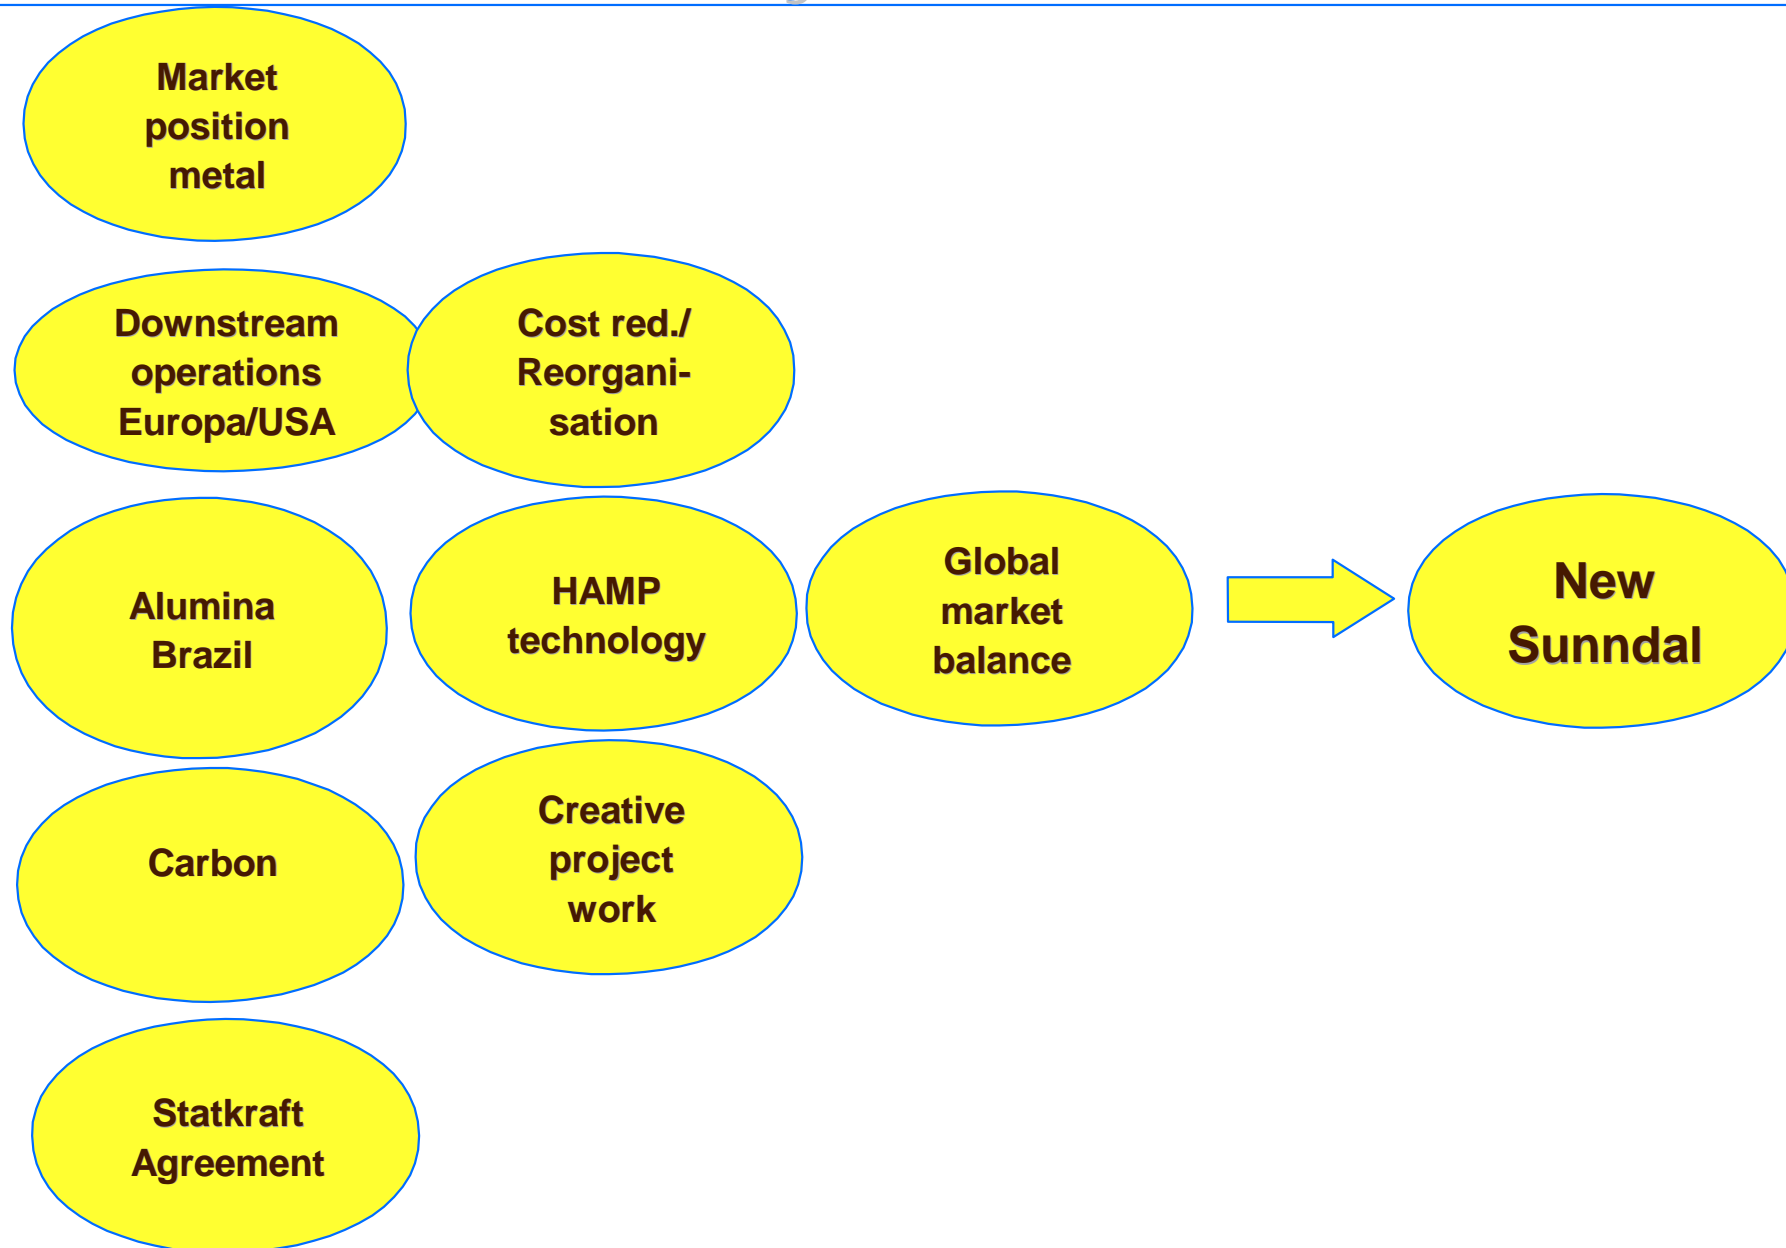 Market
position
metal
Downstream
operations
Europa/USA
Cost red./
Reorgani-
sation
Alumina
Brazil
HAMP
technology
Global
market
balance
New
Sunndal
Carbon
Creative
project
work
Statkraft
Agreement